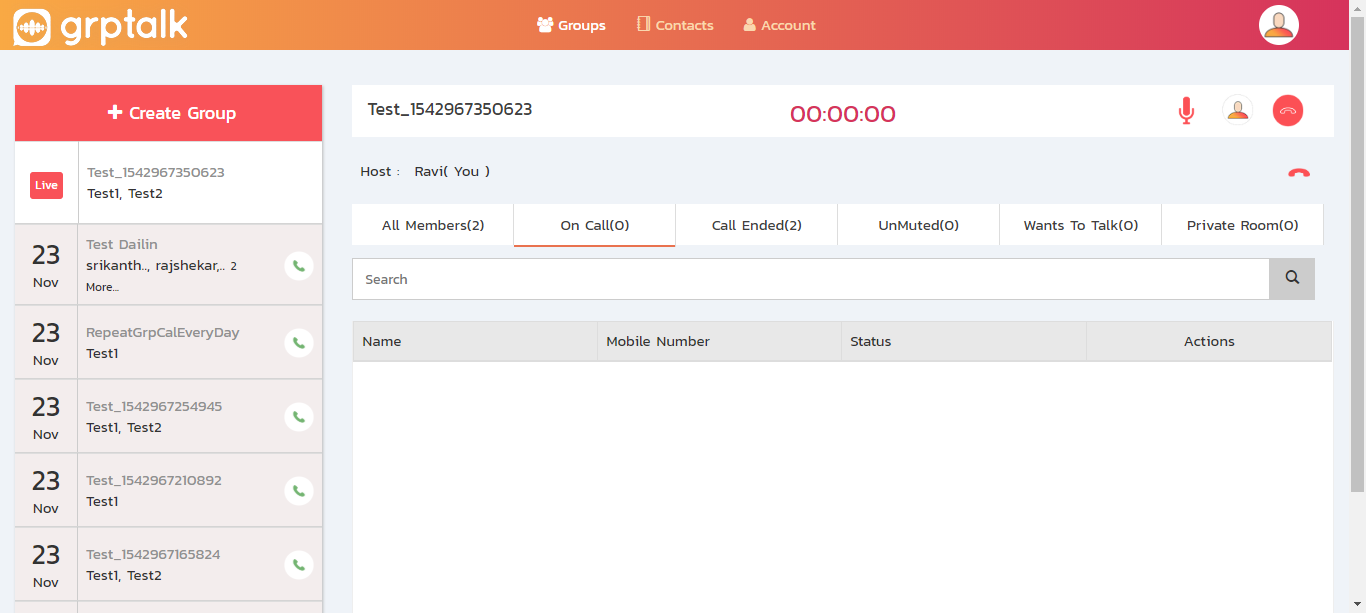 grptalk
Groups Contacts Account
Create Group
Live
Test_1542967350623
Test1, Test2
23
Nov
Test Dailin
srikanth.., rajshekar,.. 2
More...
23
Nov
RepeatGrpCalEveryDay
Test1
23
Nov
Test_1542967254945
Test1, Test2
23
Nov
Test_1542967210892
Test1
23
Nov
Test_1542967165824
Test1, Test2
Test_1542967350623 00:00:00
Host : Ravi( You )
All Members(2) On Call(0) Call Ended(2) UnMuted(0) Wants To Talk(0) Private Room(0)
Search
Name Mobile Number Status Actions